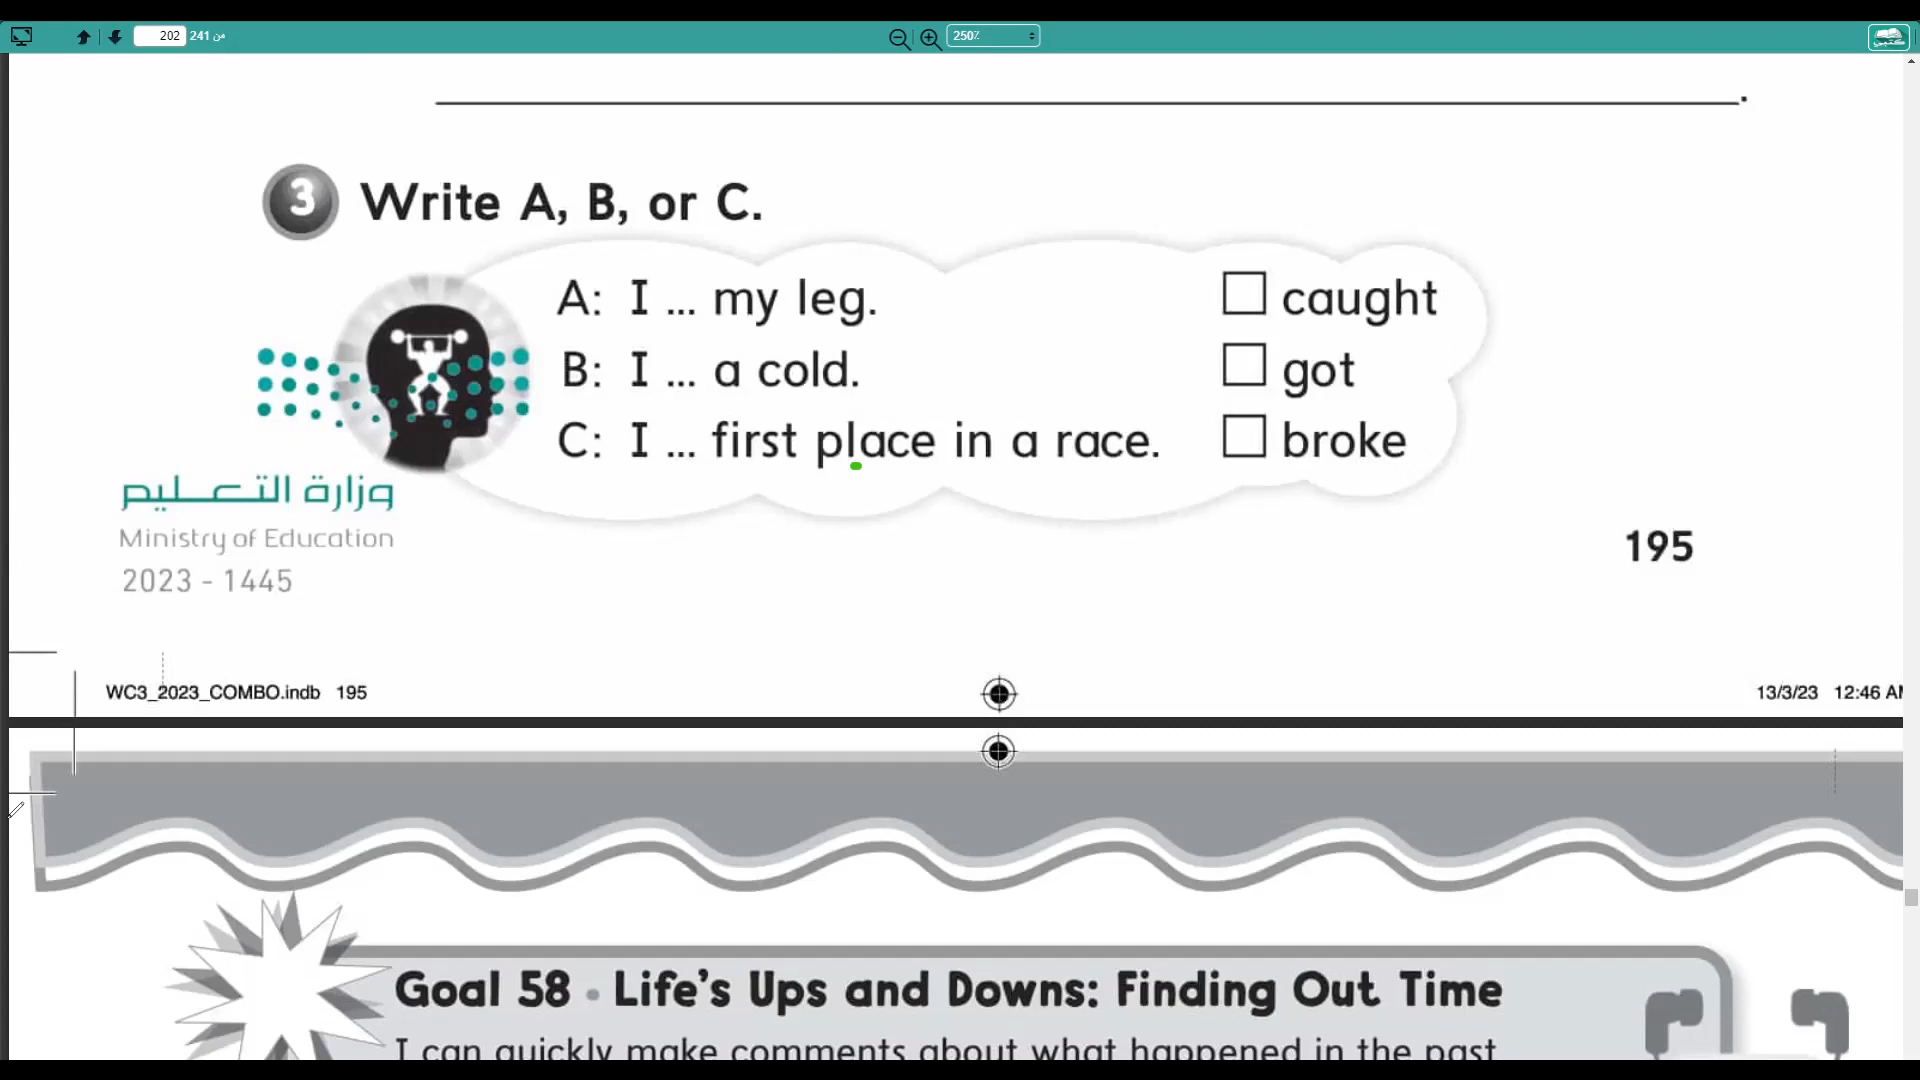 202
من 241
250٪
3 Write A, B, or C.
A: I ... my leg.
caught
B: I ... a cold.
got
C: I ... first place in a race.
broke
وزارة التعليم
Ministry of Education
2023 - 1445
195
WC3_2023_COMBO.indb 195
13/3/23 12:46 AM
Goal 58 • Life's Ups and Downs: Finding Out Time
I can quickly make comments about what happened in the past